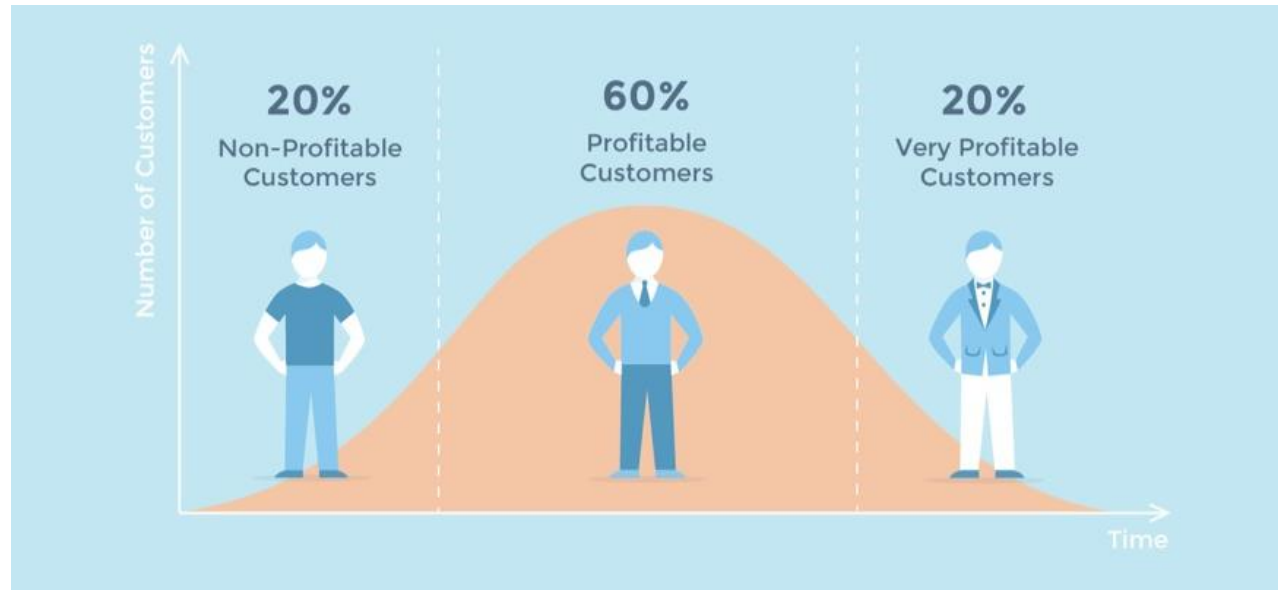 Number of Customers
20%
Non-Profitable
Customers
60%
Profitable
Customers
20%
Very Profitable
Customers
Time